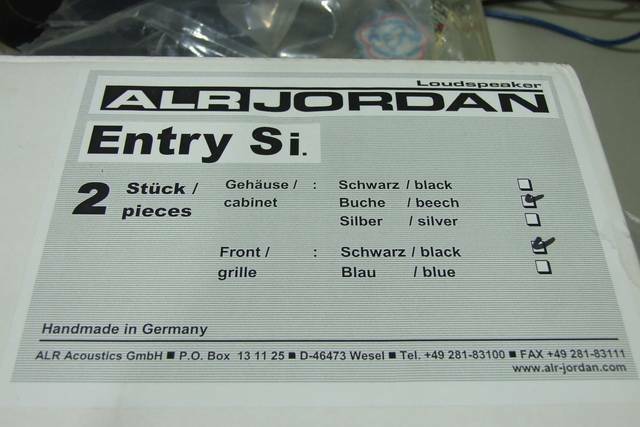 Loudspeaker
ALR JORDAN
Entry Si.
2 Stück / pieces
Gehäuse / cabinet : Schwarz / black
Buche / beech
Silber / silver
Front / grille : Schwarz / black
Blau / blue
Handmade in Germany
ALR Acoustics GmbH ■ P.O. Box 13 11 25 ■ D-46473 Wesel ■ Tel. +49 281-83100 ■ FAX +49 281-83111
www.alr-jordan.com